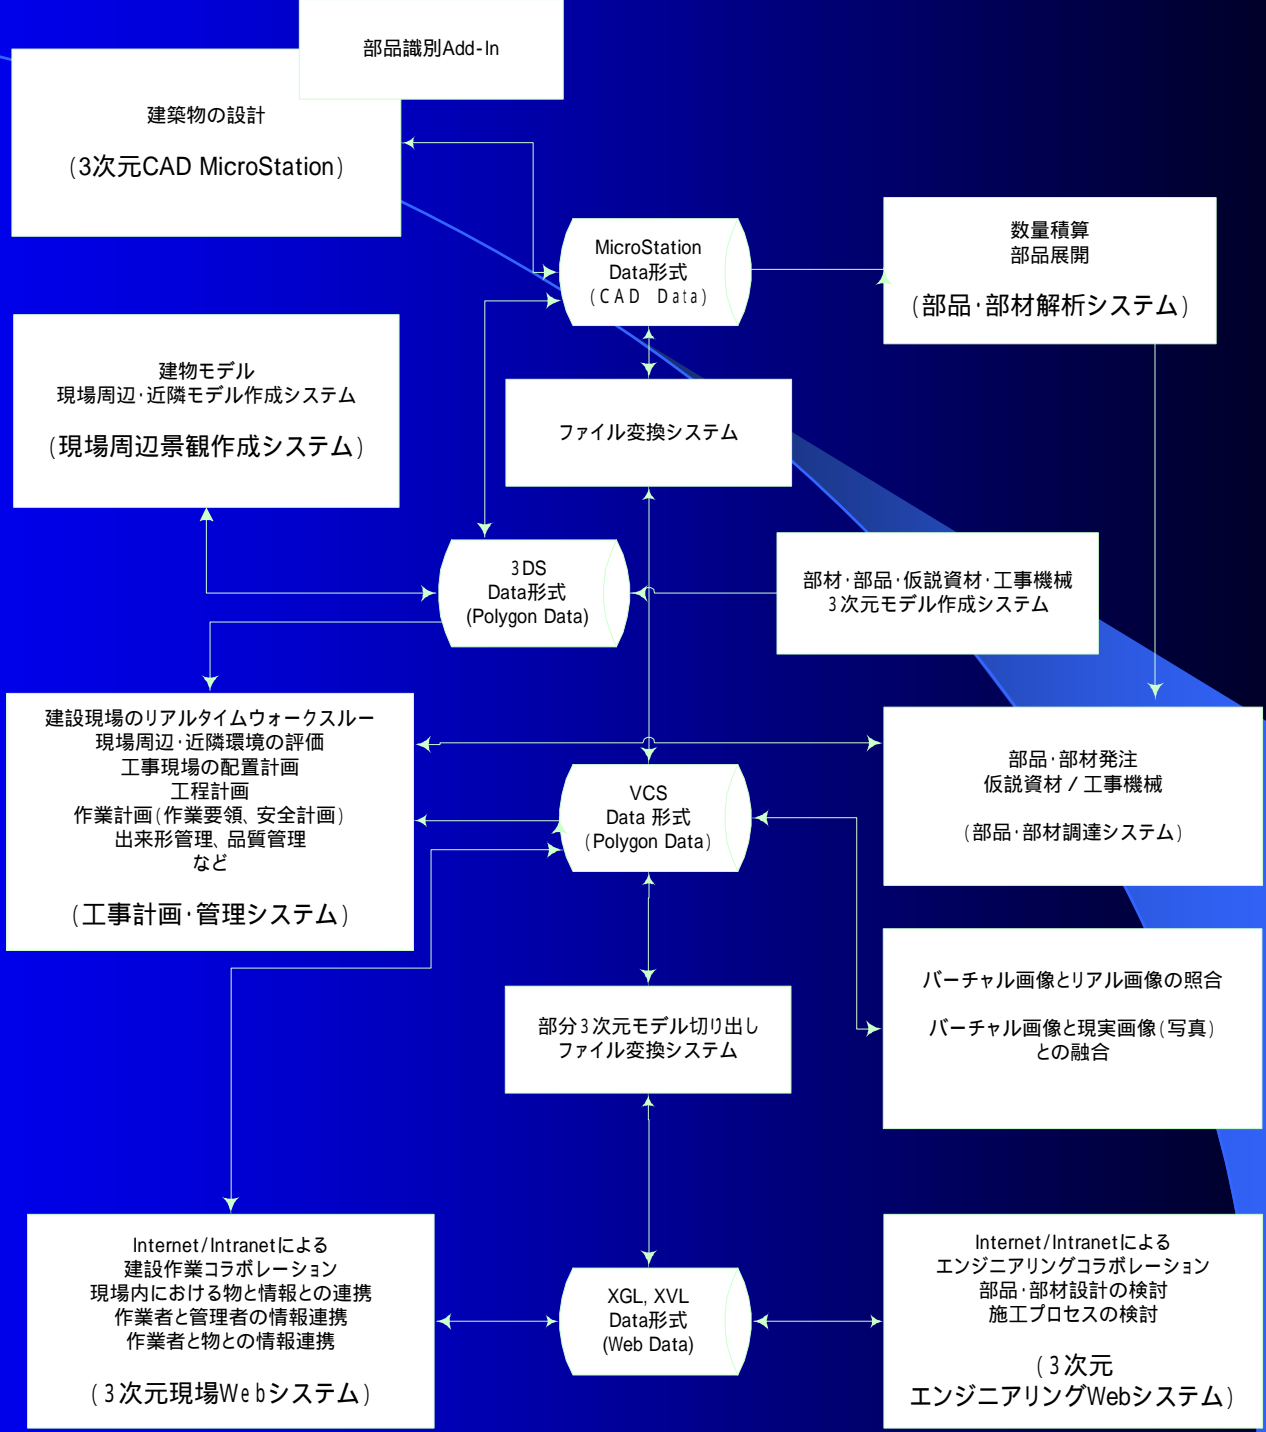 部品識別Add-In
建築物の設計
(3次元CAD MicroStation)
MicroStation
Data形式
(CAD Data)
数量積算
部品展開
(部品・部材解析システム)
建物モデル
現場周辺・近隣モデル作成システム
(現場周辺景観作成システム)
ファイル変換システム
3DS
Data形式
(Polygon Data)
部材・部品・仮説資材・工事機械
3次元モデル作成システム
建設現場のリアルタイムウォークスルー
現場周辺・近隣環境の評価
工事現場の配置計画
工程計画
作業計画(作業要領、安全計画)
出来形管理、品質管理
など
(工事計画・管理システム)
VCS
Data 形式
(Polygon Data)
部品・部材発注
仮説資材/工事機械
(部品・部材調達システム)
バーチャル画像とリアル画像の照合
バーチャル画像と現実画像(写真)
との融合
部分3次元モデル切り出し
ファイル変換システム
Internet/Intranetによる
建設作業コラボレーション
現場内における物と情報との連携
作業者と管理者の情報連携
作業者と物との情報連携
(3次元現場Webシステム)
XGL, XVL
Data形式
(Web Data)
Internet/Intranetによる
エンジニアリングコラボレーション
部品・部材設計の検討
施工プロセスの検討
(3次元
エンジニアリングWebシステム)